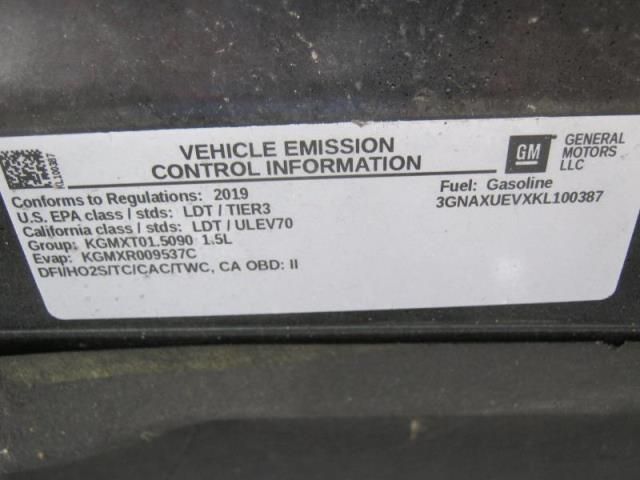 KL100387
VEHICLE EMISSION
CONTROL INFORMATION
GM
GENERAL
MOTORS
LLC
Conforms to Regulations: 2019
U.S. EPA class / stds: LDT / TIER3
California class / stds: LDT / ULEV70
Group: KGMXT01.5090 1.5L
Evap: KGMXR009537C
DFI/HO2S/TC/CAC/TWC, CA OBD: II
Fuel: Gasoline
3GNAXUEVXKL100387